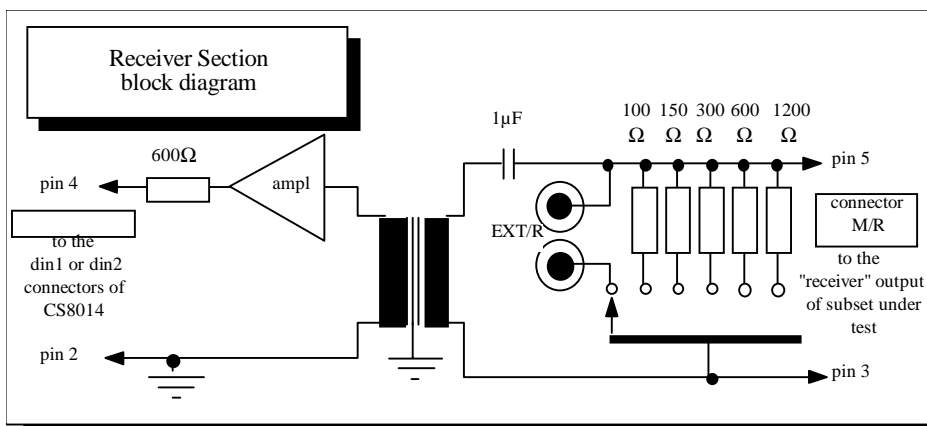 Receiver Section
block diagram
100 150 300 600 1200
Ω Ω Ω Ω Ω
1µF
600Ω
pin 4
ampl
pin 5
connector
M/R
EXT/R
to the
din1 or din2
connectors of
CS8014
to the
"receiver" output
of subset under
test
pin 2
pin 3